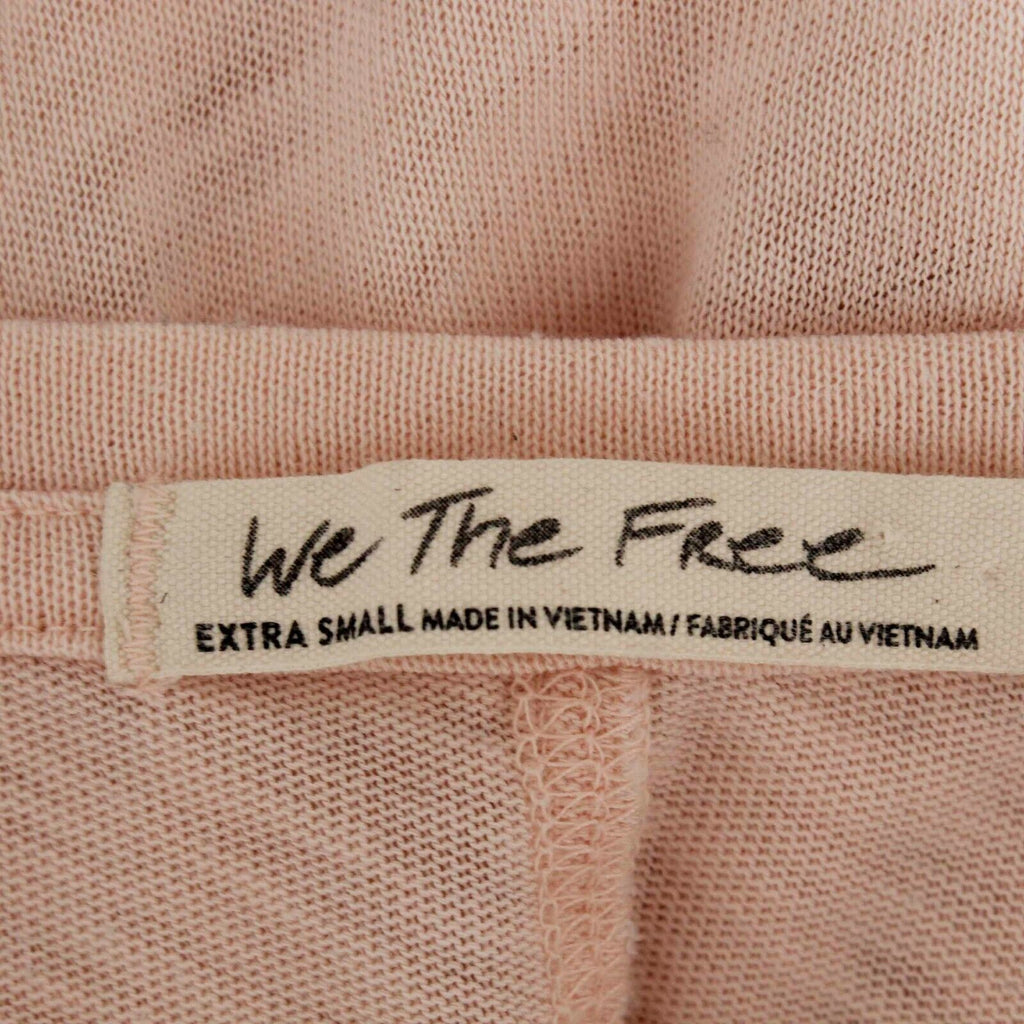 We The Free
EXTRA SMALL MADE IN VIETNAM / FABRIQUÉ AU VIETNAM